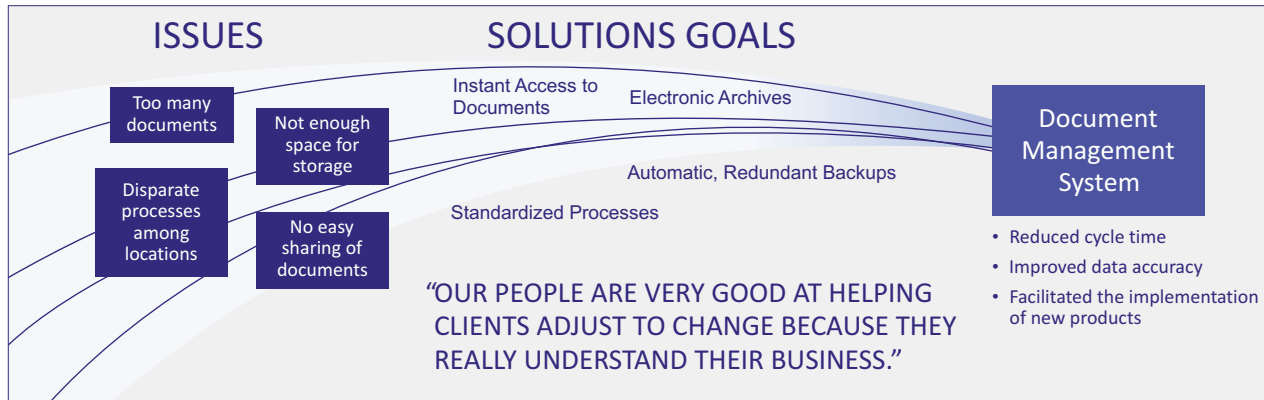 ISSUES
SOLUTIONS GOALS
Too many
documents
Not enough
space for
storage
Disparate
processes
among
locations
No easy
sharing of
documents
Instant Access to
Documents
Electronic Archives
Automatic, Redundant Backups
Standardized Processes
“OUR PEOPLE ARE VERY GOOD AT HELPING
CLIENTS ADJUST TO CHANGE BECAUSE THEY
REALLY UNDERSTAND THEIR BUSINESS.”
Document
Management
System
• Reduced cycle time
• Improved data accuracy
• Facilitated the implementation
of new products